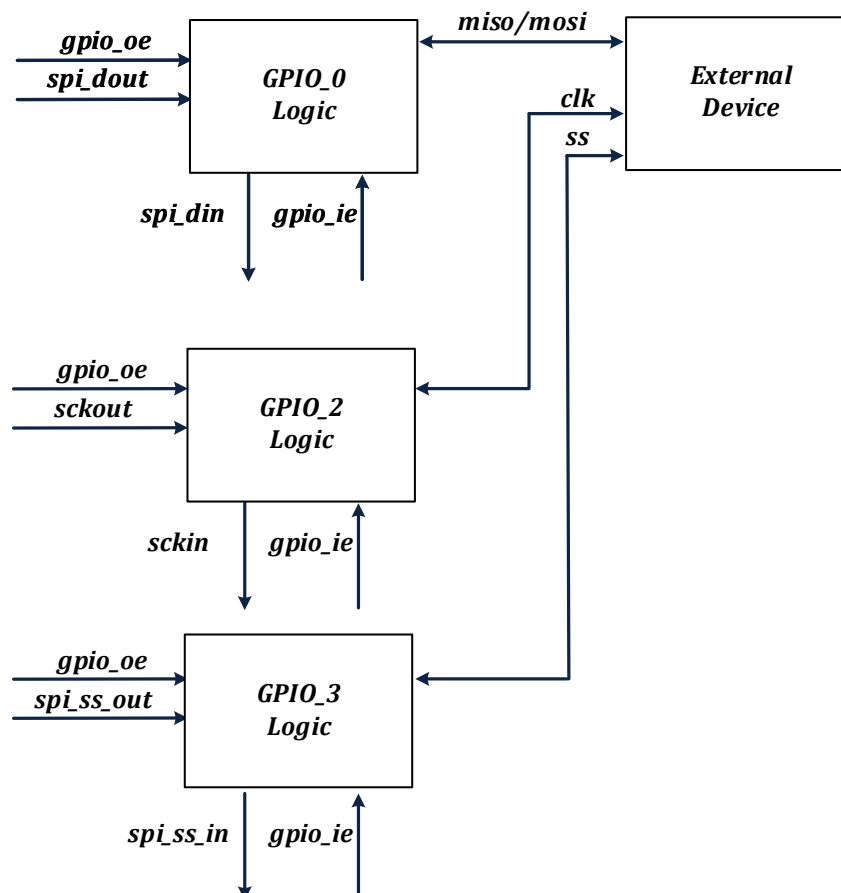 gpio_oe
spi_dout
GPIO_0
Logic
miso/mosi
External
Device
clk
ss
spi_din
gpio_ie
gpio_oe
sckout
GPIO_2
Logic
sckin
gpio_ie
gpio_oe
spi_ss_out
GPIO_3
Logic
spi_ss_in
gpio_ie